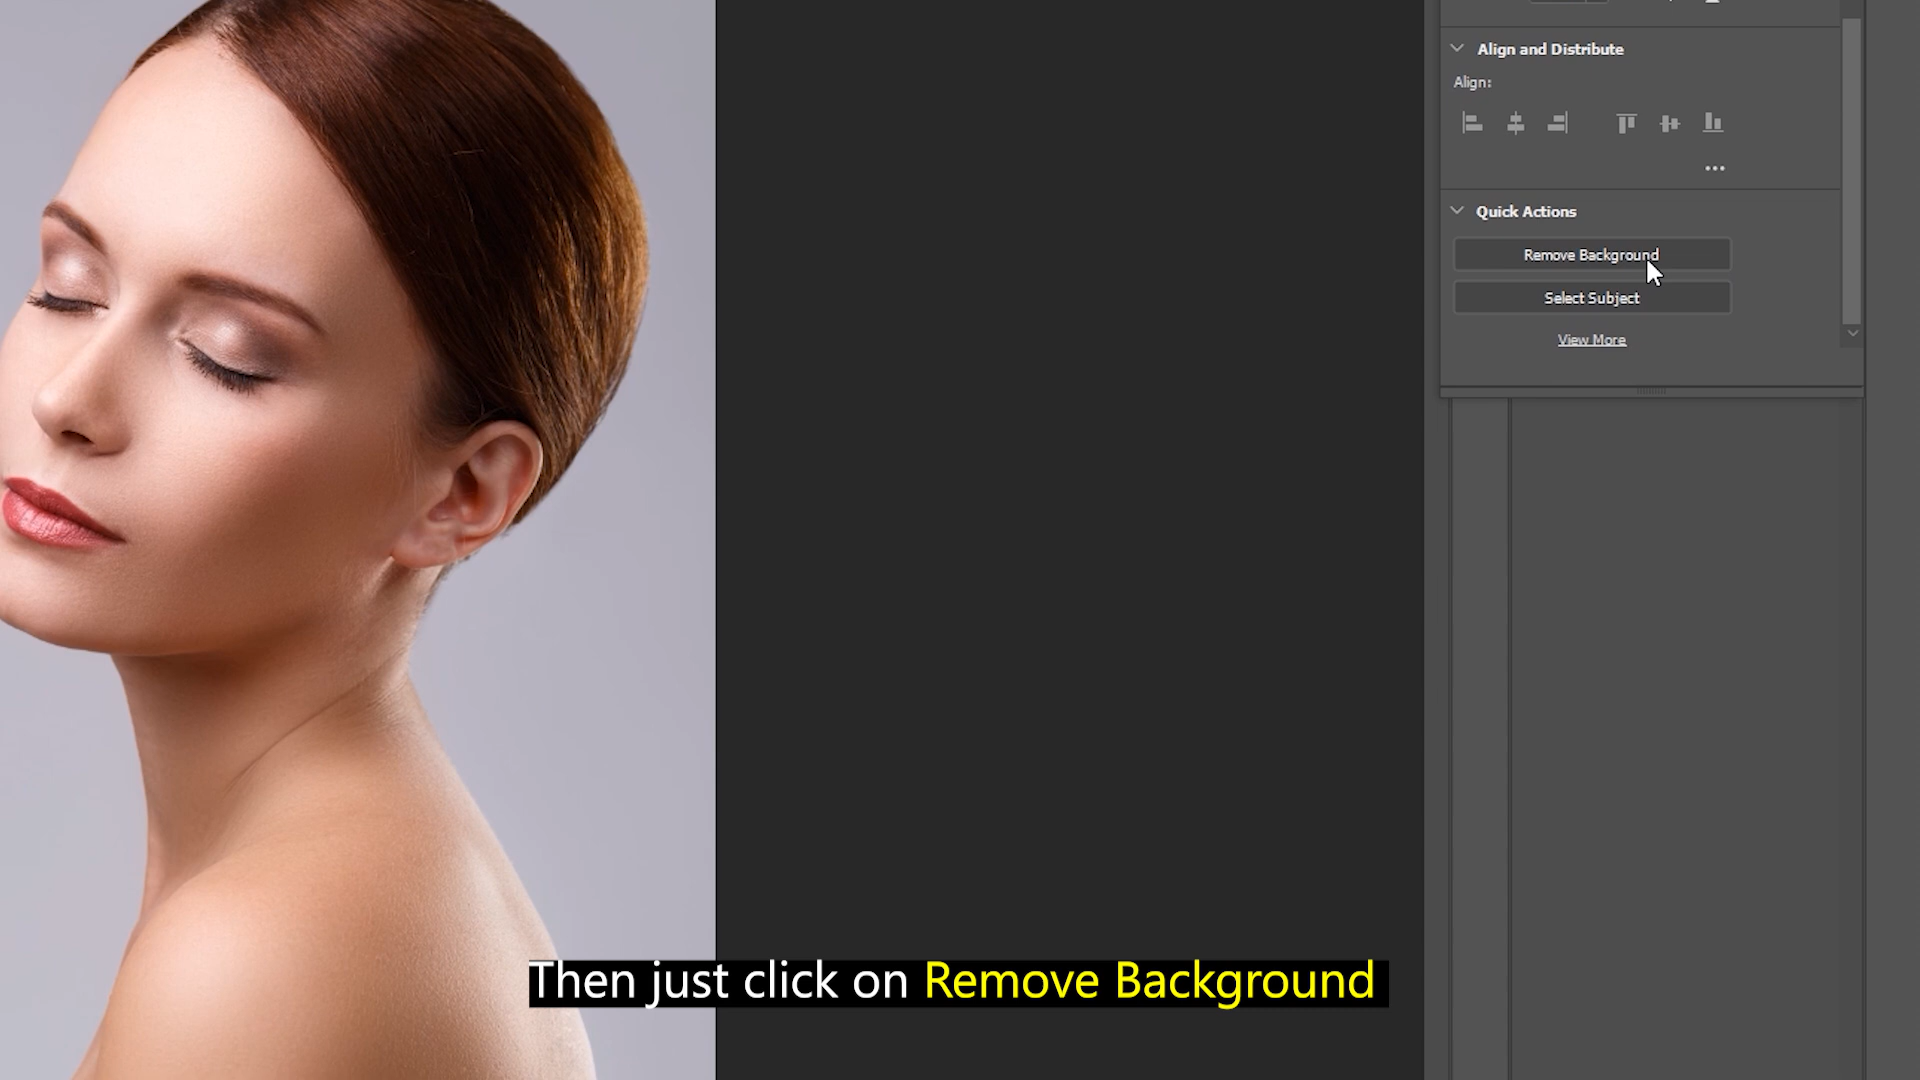 Align and Distribute
Align:
Quick Actions
Remove Background
Select Subject
View More
Then just click on Remove Background